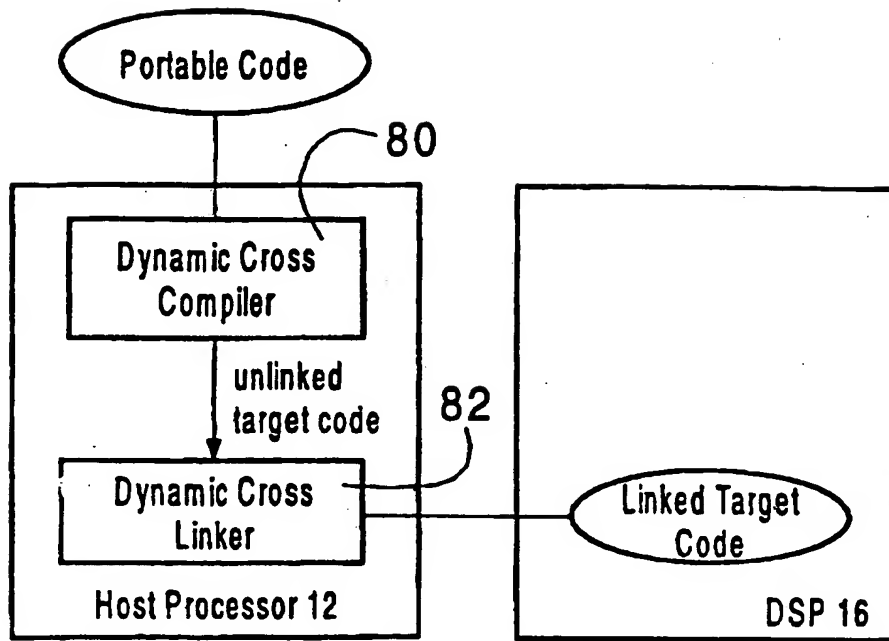 Portable Code
80
Dynamic Cross
Compiler
unlinked
target code
82
Dynamic Cross
Linker
Linked Target
Code
Host Processor 12
DSP 16